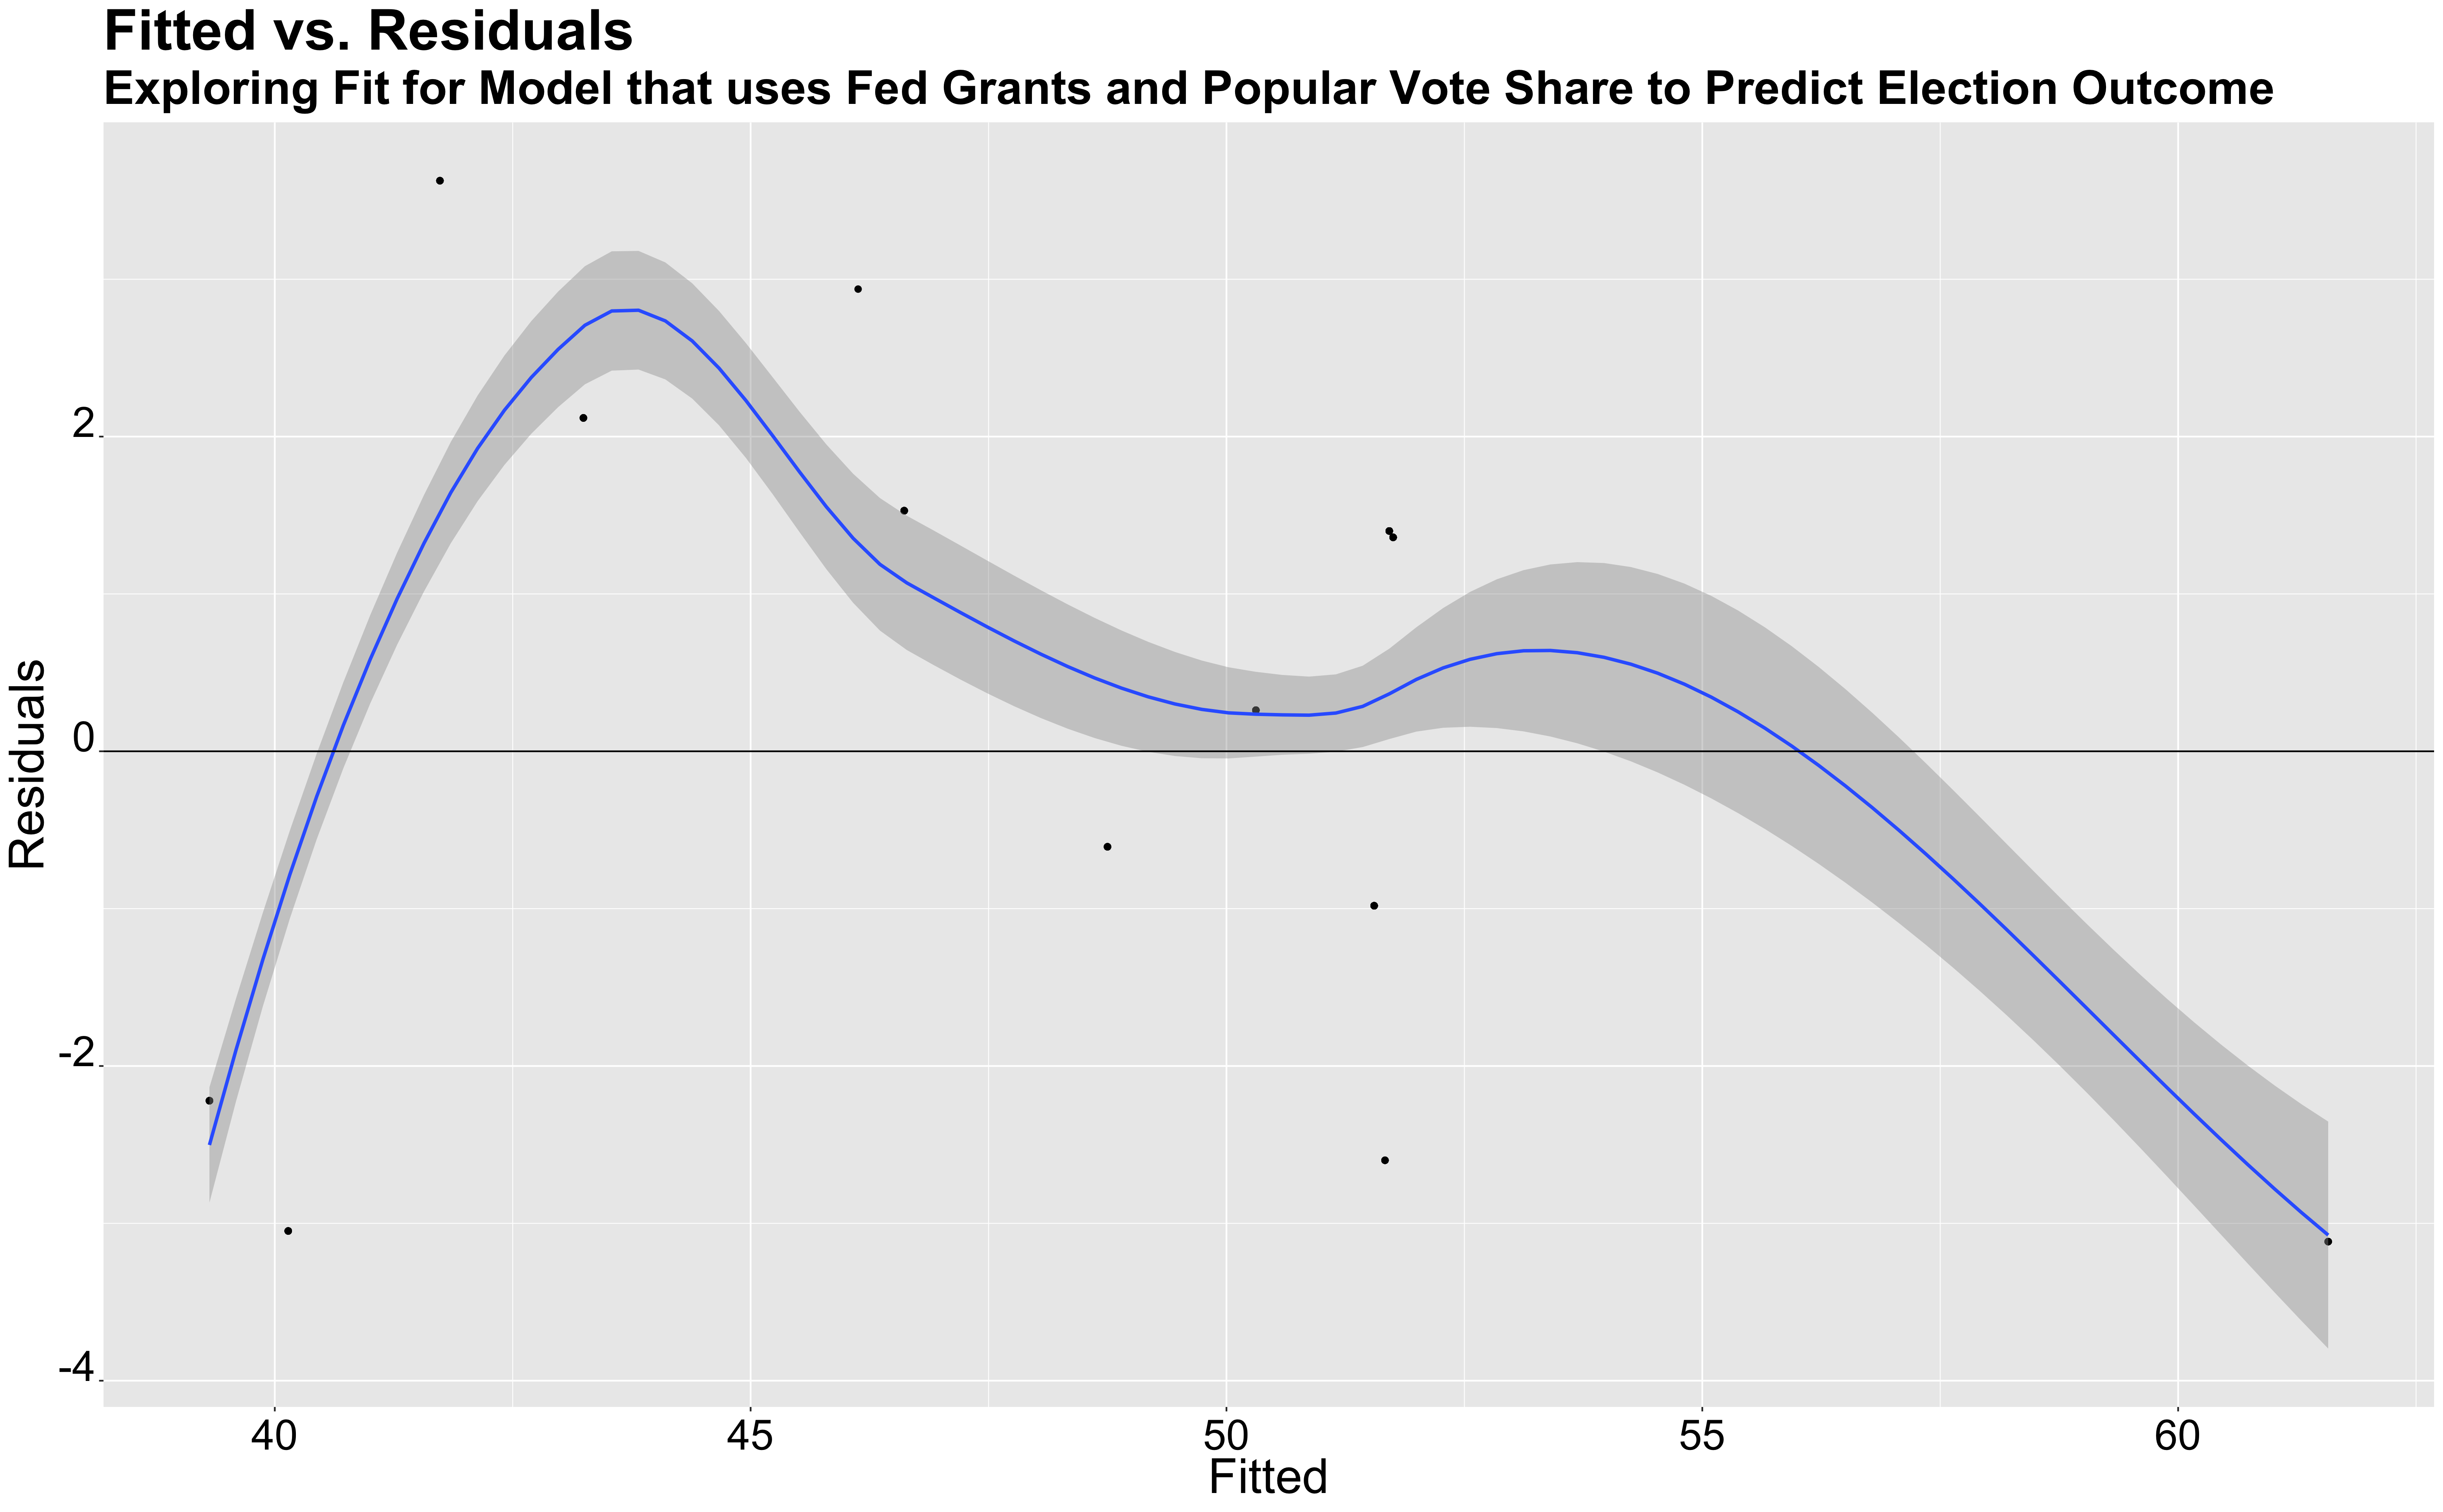 Fitted vs. Residuals
Exploring Fit for Model that uses Fed Grants and Popular Vote Share to Predict Election Outcome
Residuals
2
0
-2
-4
40 45 50 55 60
Fitted